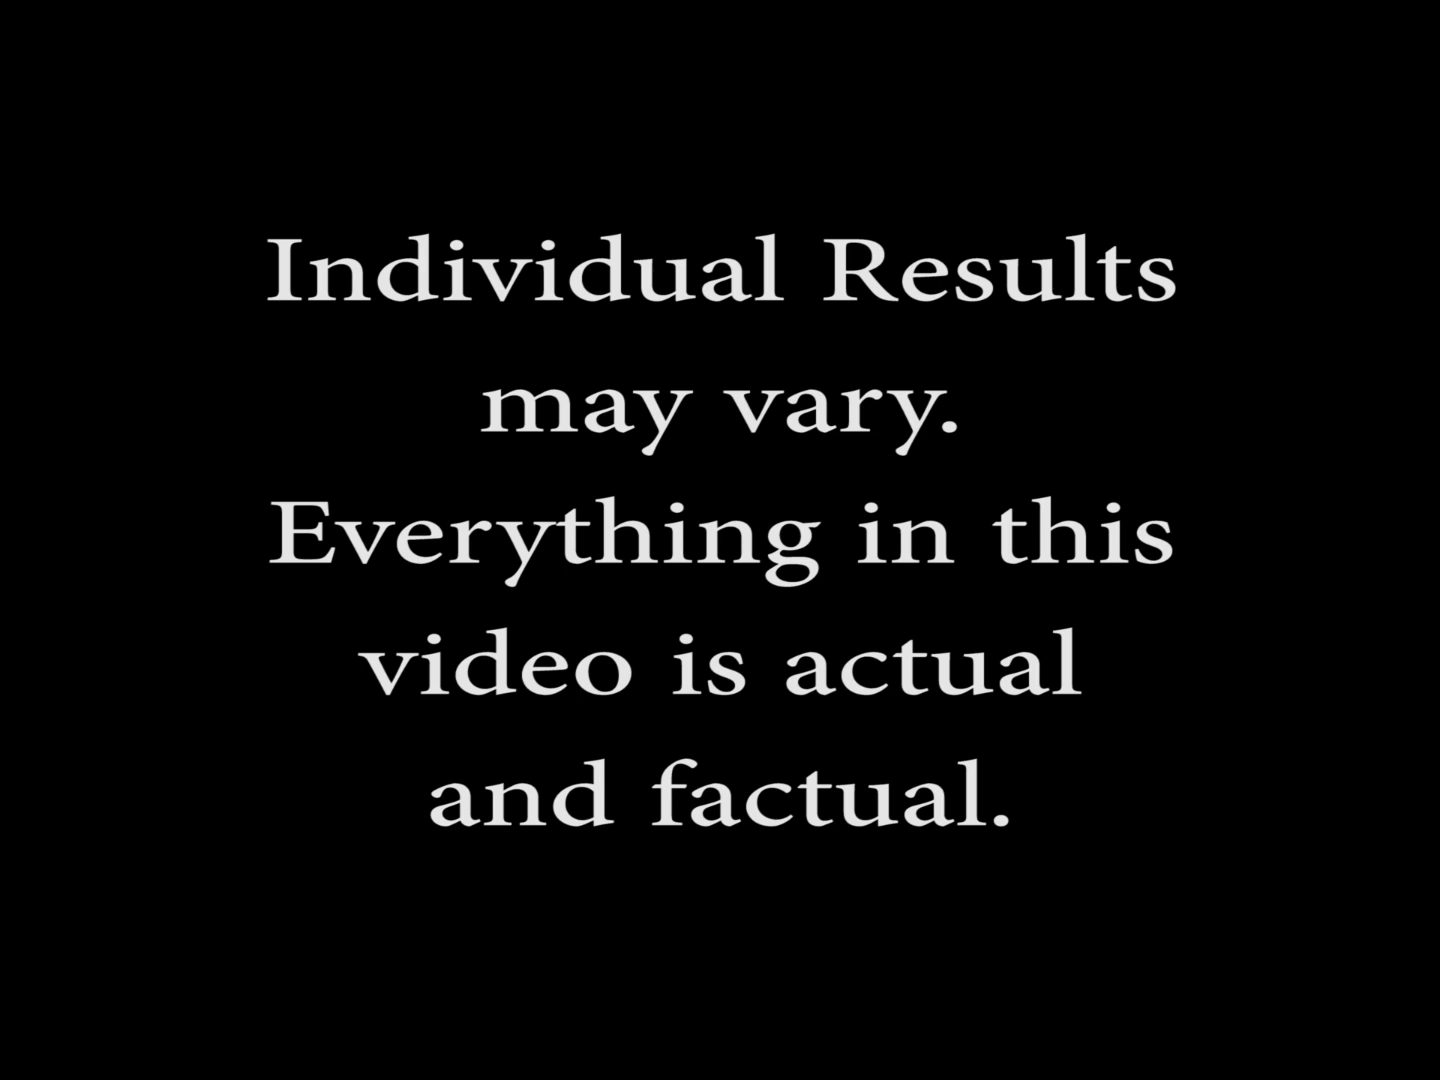 Individual Results
may vary.
Everything in this
video is actual
and factual.